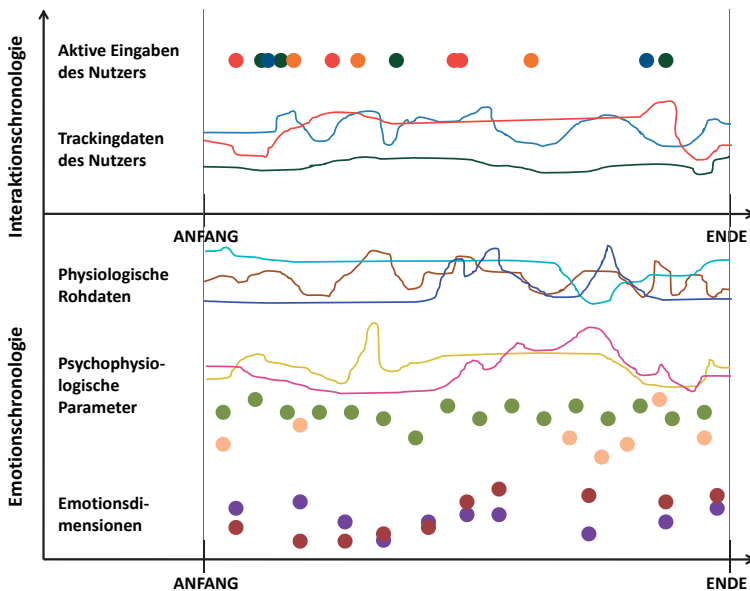 Interaktionschronologie
Aktive Eingaben
des Nutzers
Trackingdaten
des Nutzers
ANFANG
ENDE
Emotionschronologie
Physiologische
Rohdaten
Psychophysio-
logische
Parameter
Emotionsdi-
mensionen
ANFANG
ENDE